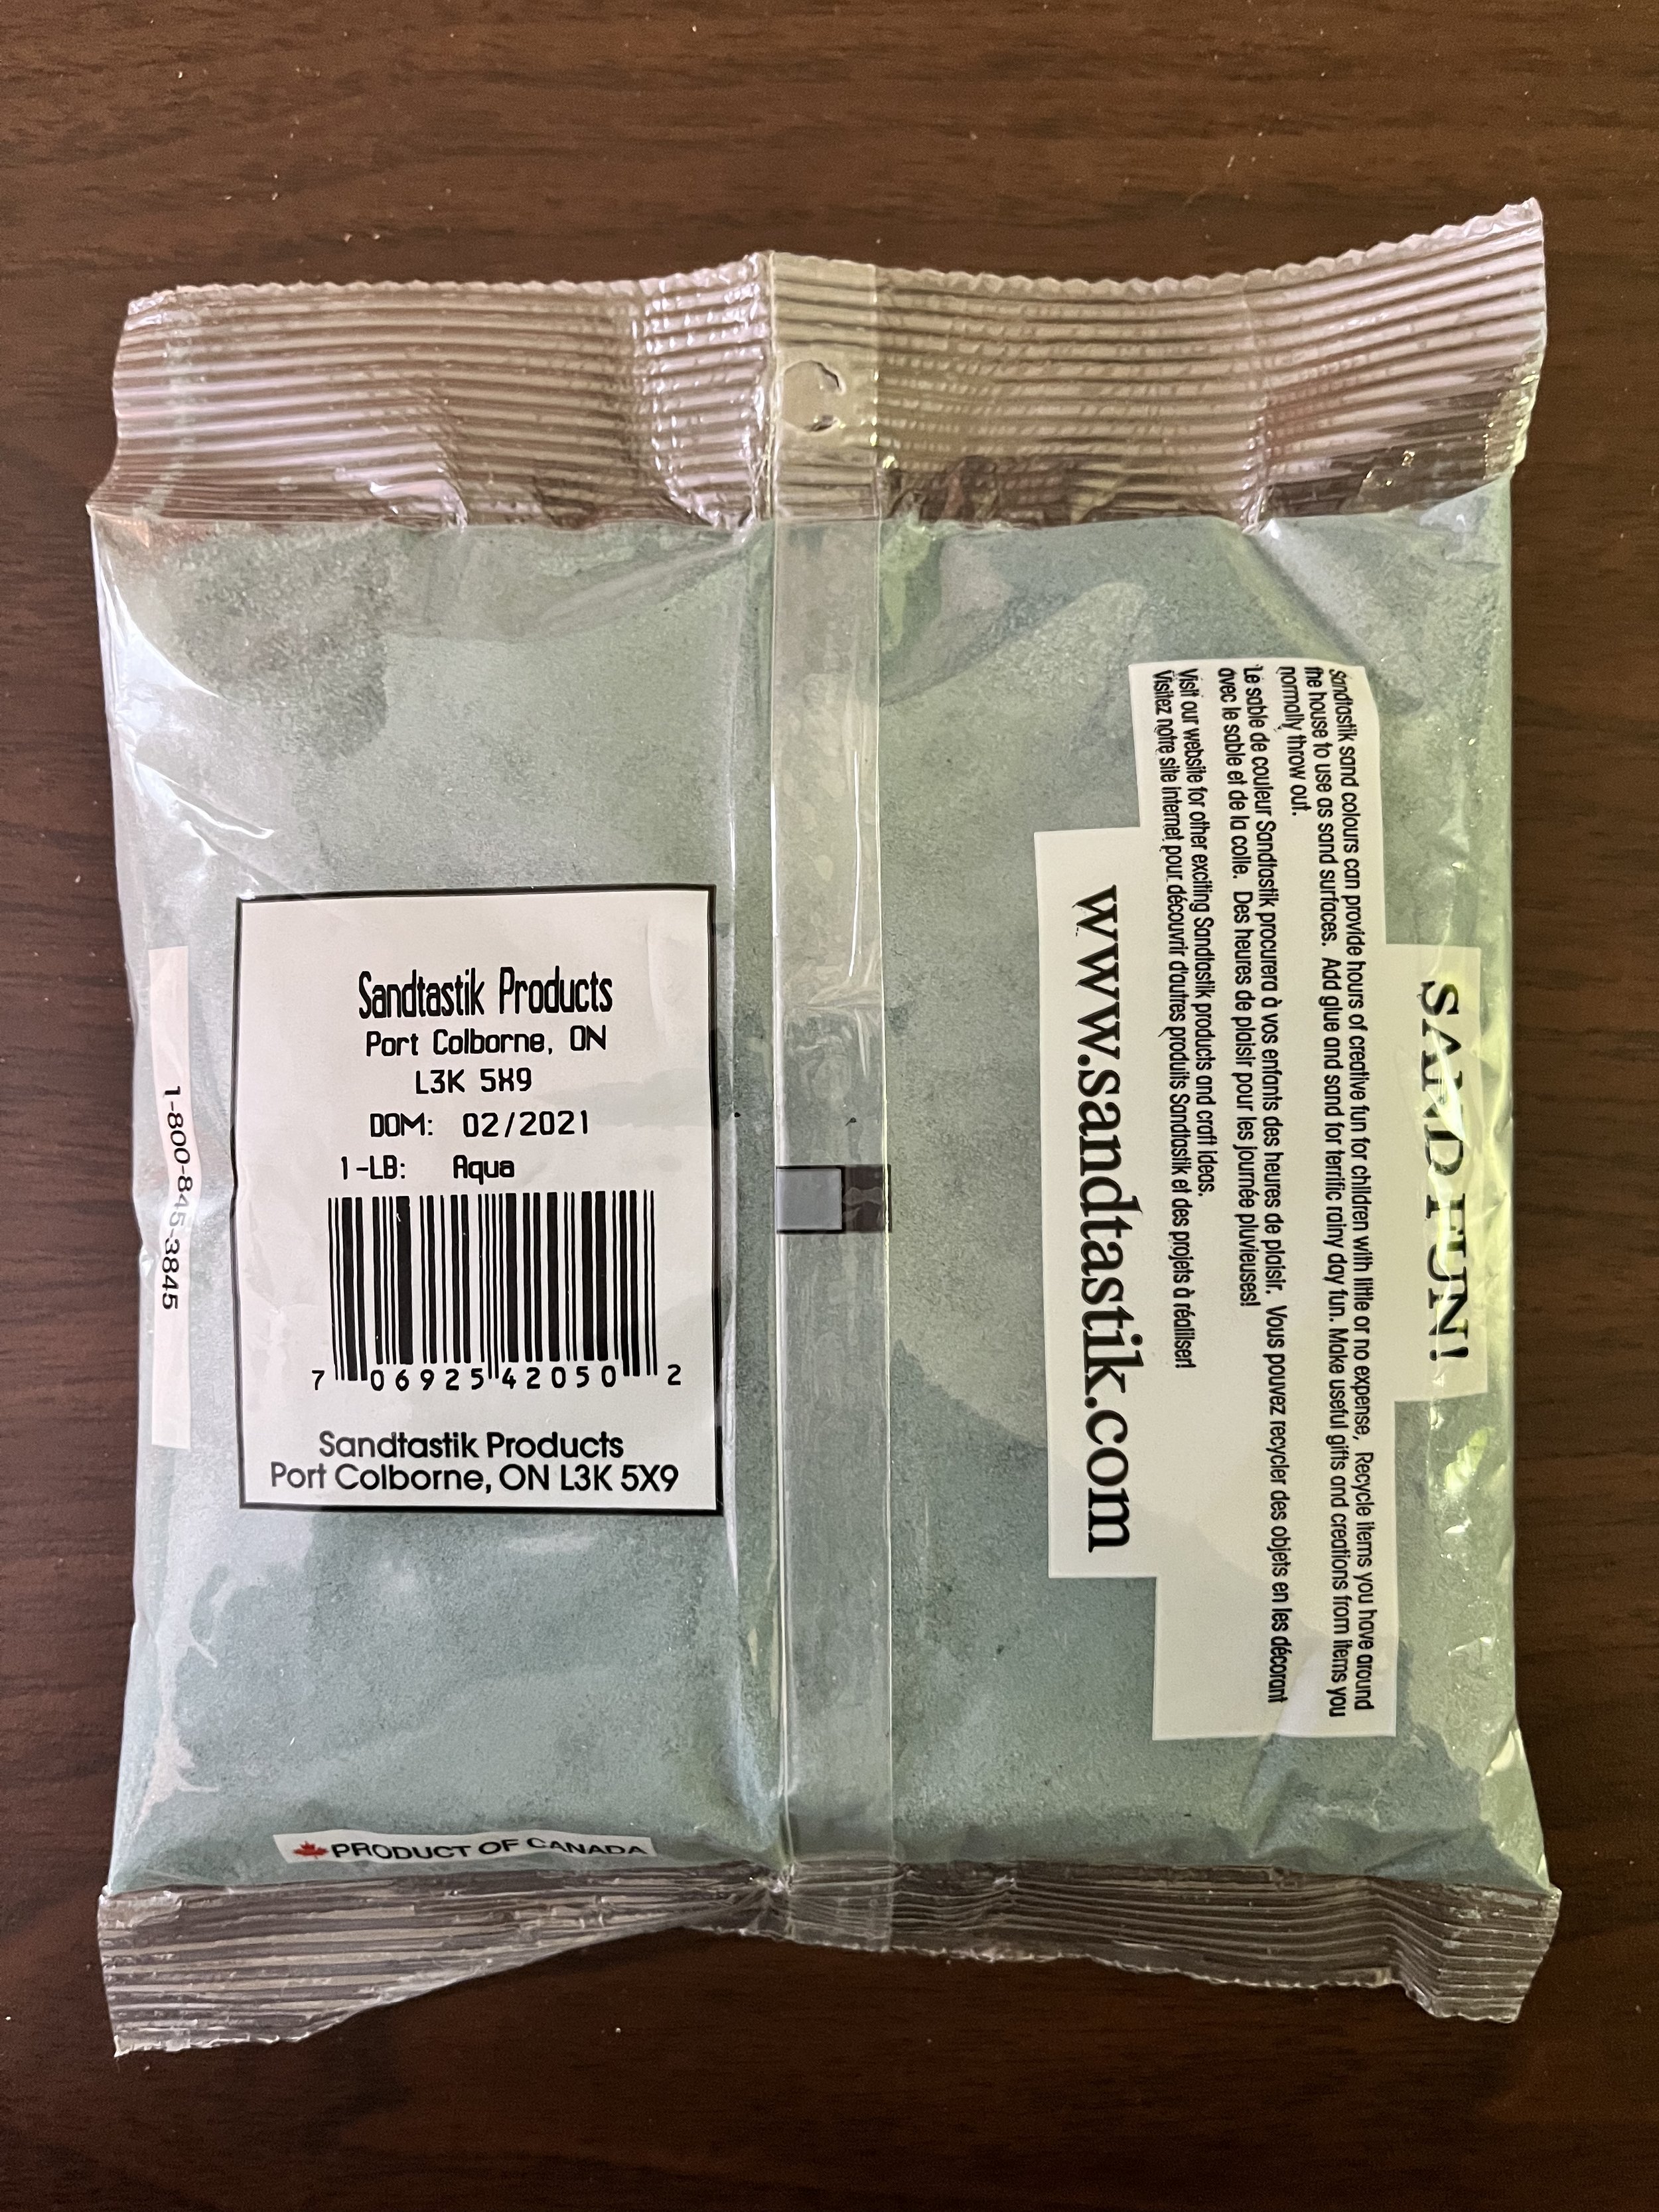 Sandtastik Products
Port Colborne, ON
L3K 5X9
DOM: 02/2021
1-LB: Aqua
7 06925 42050 2
Sandtastik Products
Port Colborne, ON L3K 5X9
1-800-845-3845
PRODUCT OF CANADA
SAND FUN!
Sandtastik sand colours can provide hours of creative fun for children with little or no expense, Recycle items you have around
the house to use as sand surfaces. Add glue and sand for terrific rainy day fun. Make useful gifts and creations from items you
normally throw out.
Le sable de couleur Sandtastik procurera à vos enfants des heures de plaisir. Vous pouvez recycler des objets en les décorant
avec le sable et de la colle. Des heures de plaisir pour les journée pluvieuses!
Visit our website for other exciting Sandtastik products and craft ideas.
Visitez notre site internet pour découvrir d'autres produits Sandtastik et des projets à réaliser!
www.sandtastik.com